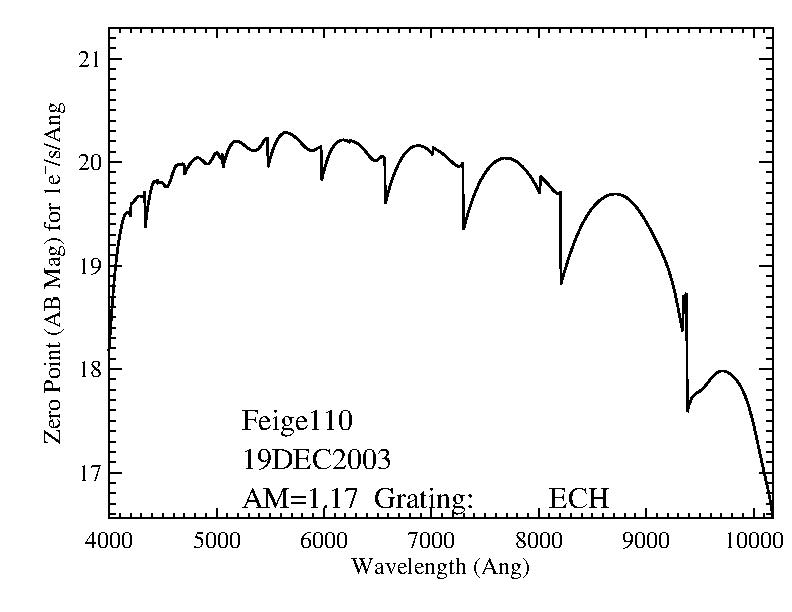 21
20
19
18
17
Zero Point (AB Mag) for 1e⁻/s/Ang
Feige110
19DEC2003
AM=1.17 Grating: ECH
4000 5000 6000 7000 8000 9000 10000
Wavelength (Ang)